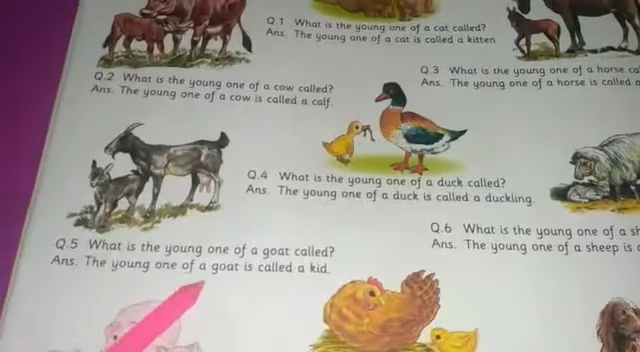 Q.1 What is the young one of a cat called?
Ans. The young one of a cat is called a kitten
Q.2 What is the young one of a cow called?
Ans. The young one of a cow is called a calf.
Q.3 What is the young one of a horse
Ans. The young one of a horse is called
Q.4 What is the young one of a duck called?
Ans. The young one of a duck is called a duckling.
Q.5 What is the young one of a goat called?
Ans. The young one of a goat is called a kid.
Q.6 What is the young one of a
Ans. The young one of a sheep is